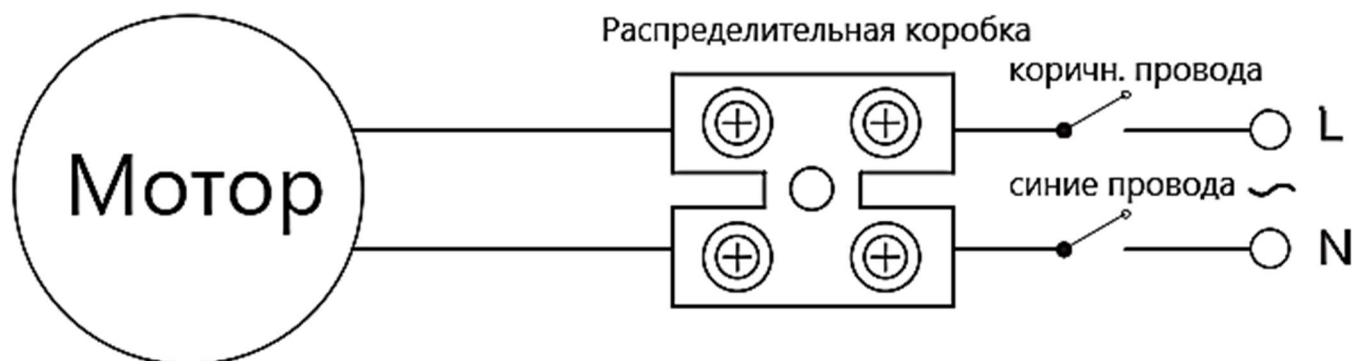 Распределительная коробка
коричн. провода
L
Мотор
синие провода ~
N